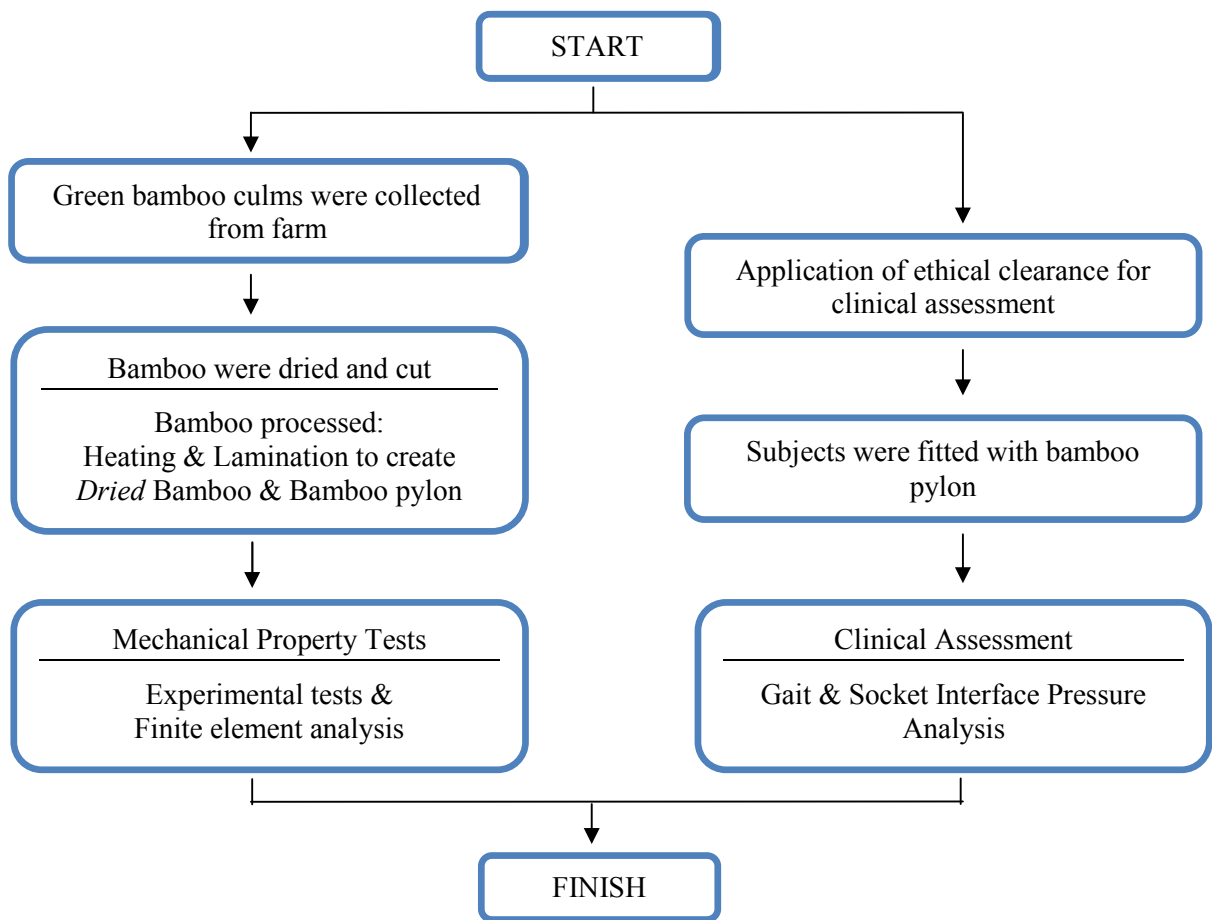 START
Green bamboo culms were collected
from farm
Bamboo were dried and cut
Bamboo processed:
Heating & Lamination to create
Dried Bamboo & Bamboo pylon
Mechanical Property Tests
Experimental tests &
Finite element analysis
Application of ethical clearance for
clinical assessment
Subjects were fitted with bamboo
pylon
Clinical Assessment
Gait & Socket Interface Pressure
Analysis
FINISH